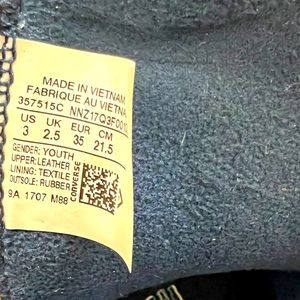 MADE IN VIETNAM
FABRIQUE AU VIETNAM
357515C
US UK EUR CM
3 2.5 35 21.5
GENDER: YOUTH
UPPER: LEATHER
LINING: TEXTILE
OUTSOLE: RUBBER
CONVERSE
9A 1707 M88